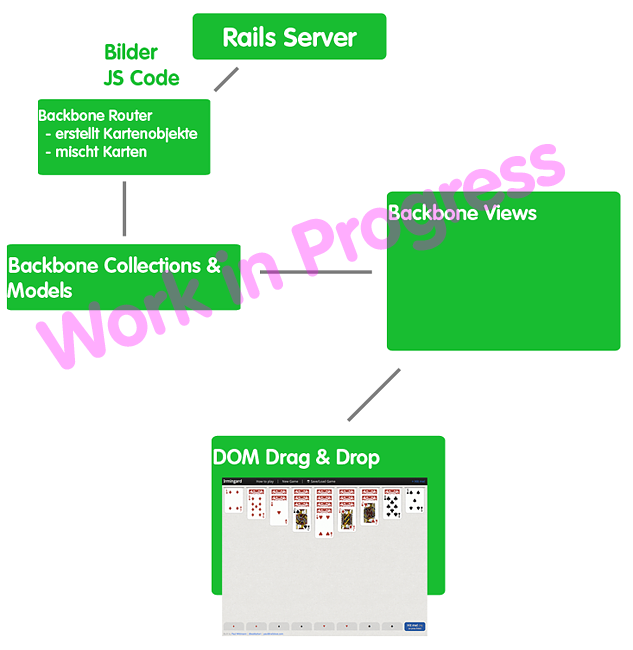 Rails Server
Bilder
JS Code
Backbone Router
- erstellt Kartenobjekte
- mischt Karten
Backbone Views
Backbone Collections &
Models
Work in Progress
DOM Drag & Drop
Irmingard
How to play | New Game | Save/Load Game